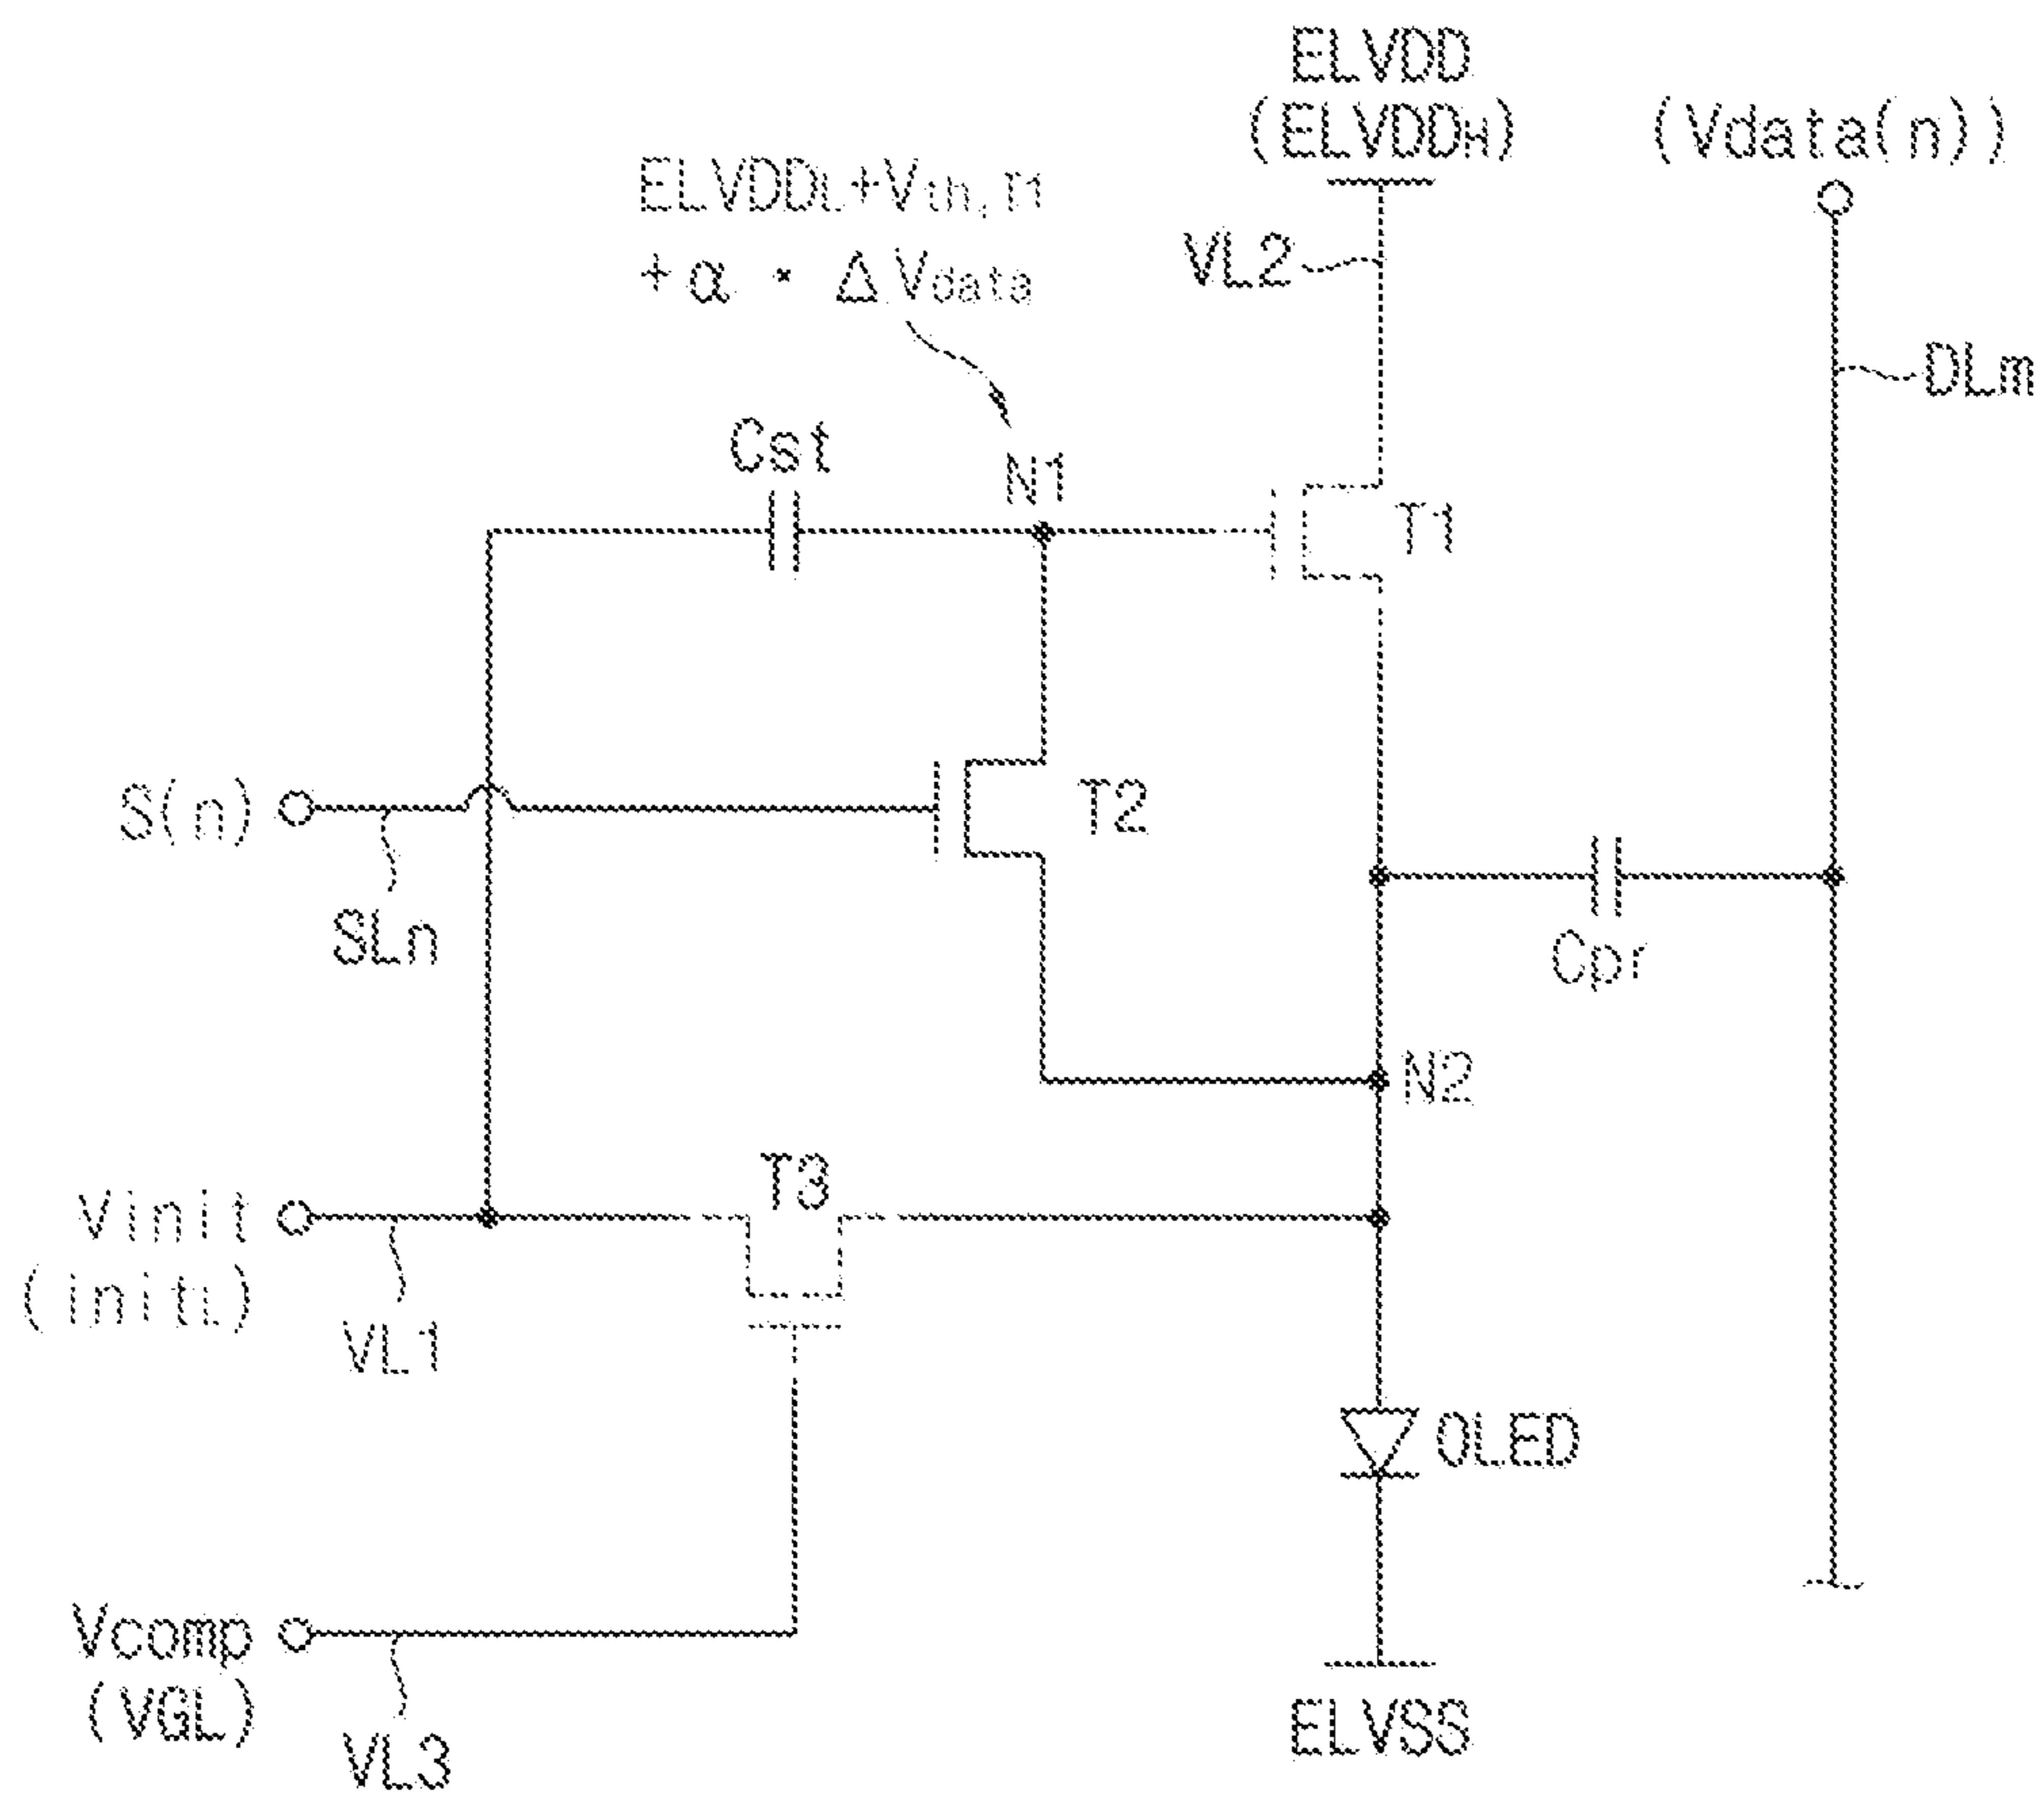 ELVDD
(ELVDDH)
(Vdata(n))
ELVDDL+Vth,T1
+α · ΔVdata
VL2
DLm
Cst
N1
T1
S(n)
T2
SLn
Cpr
N2
T3
Vinit
(initL)
VL1
OLED
Vcomp
(VGL)
VL3
ELVSS